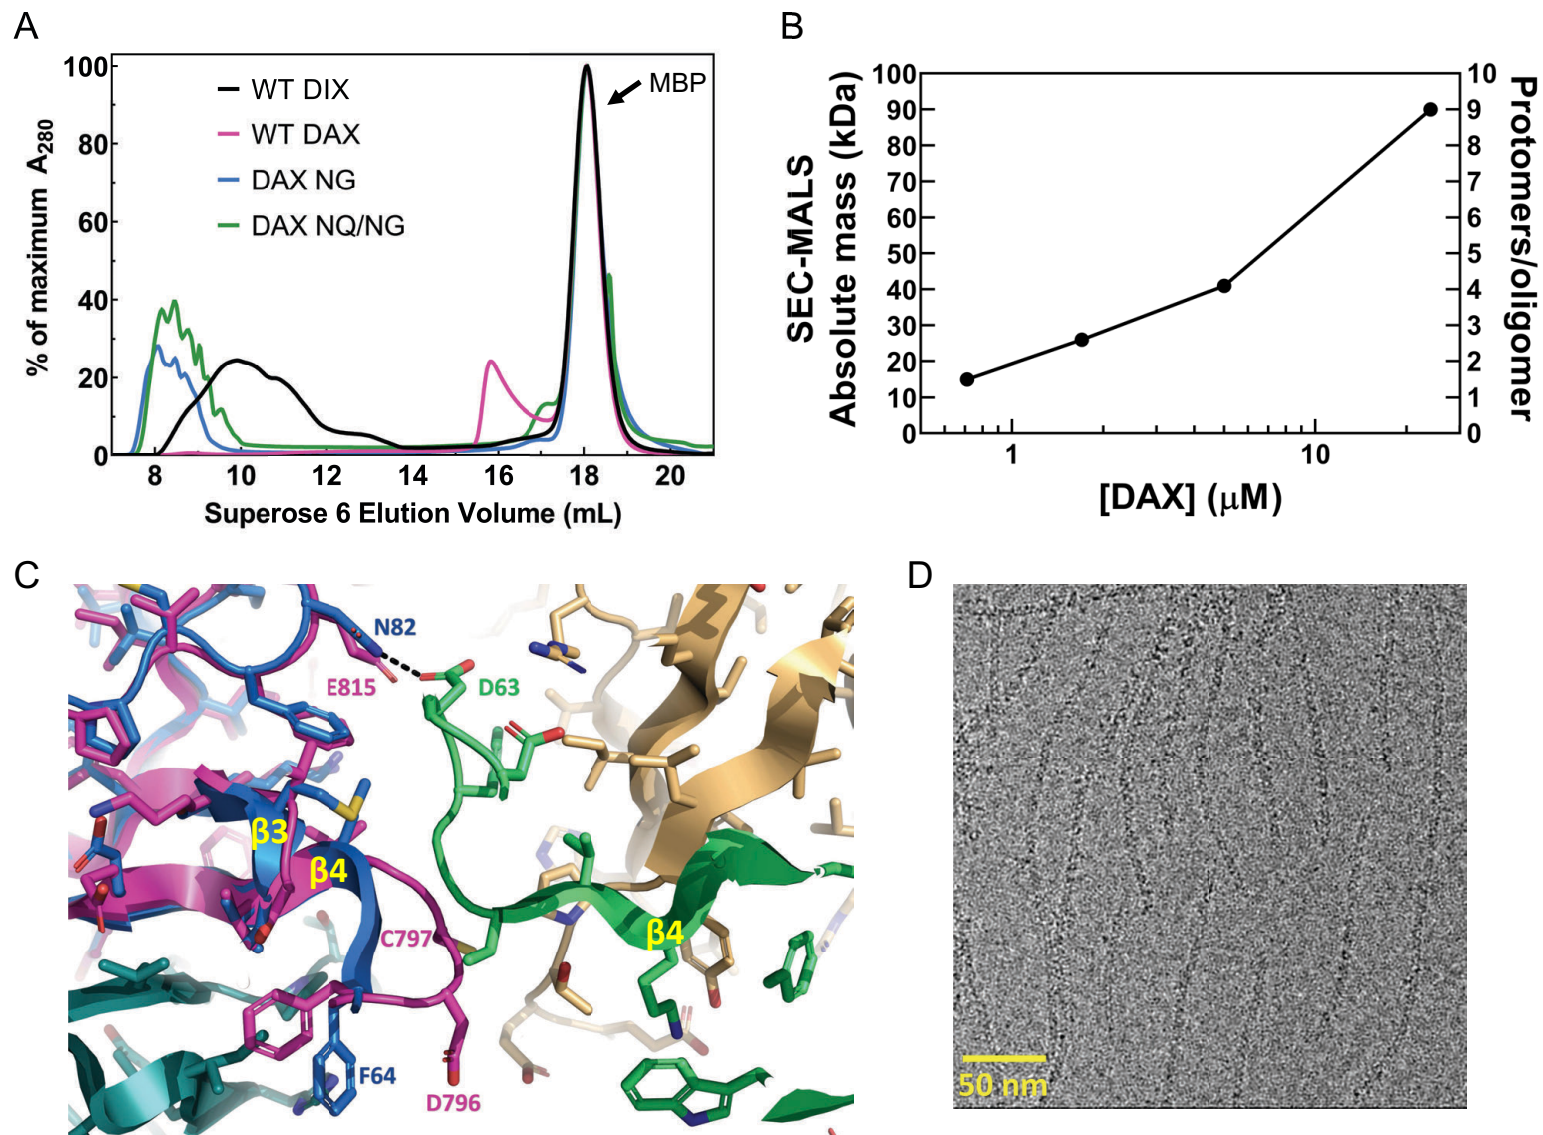 A
% of maximum A280
100
80
60
40
20
0
WT DIX
WT DAX
DAX NG
DAX NQ/NG
MBP
8 10 12 14 16 18 20
Superose 6 Elution Volume (mL)
B
SEC-MALS
Absolute mass (kDa)
100
90
80
70
60
50
40
30
20
10
0
10
9
8
7
6
5
4
3
2
1
0
Protomers/oligomer
1 10
[DAX] (μM)
C
N82
E815
D63
β3
β4
C797
β4
F64
D796
D
50 nm